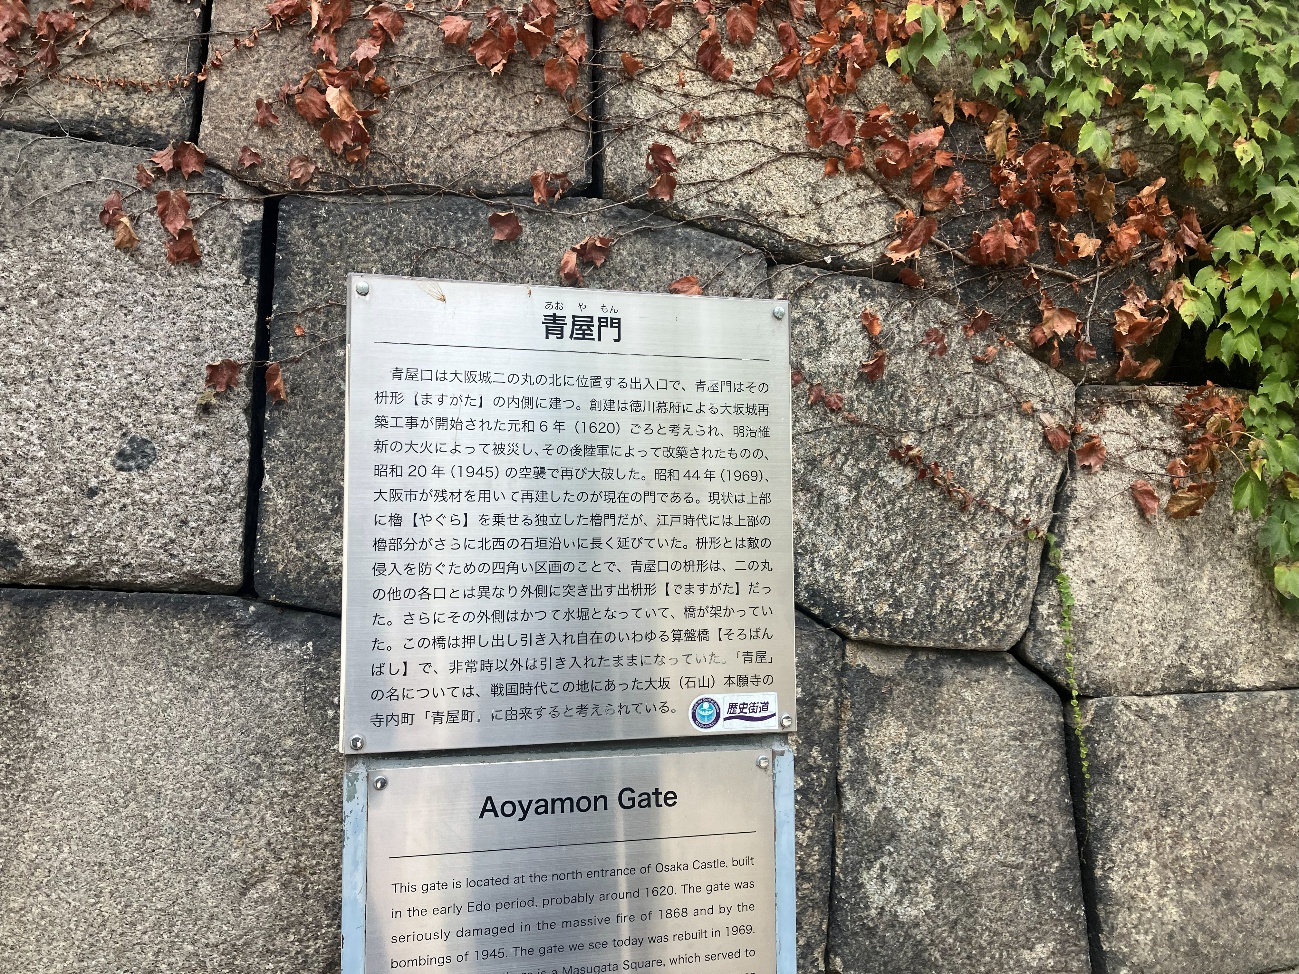 あお や もん
青屋門
青屋口は大阪城二の丸の北に位置する出入口で、青屋門はその
枡形【ますがた】の内側に建つ。創建は徳川幕府による大坂城再
築工事が開始された元和6年（1620）ごろと考えられ、明治維
新の大火によって被災し、その後陸軍によって改築されたものの、
昭和20年（1945）の空襲で再び大破した。昭和44年（1969）、
大阪市が残材を用いて再建したのが現在の門である。現状は上部
に櫓【やぐら】を乗せる独立した櫓門だが、江戸時代には上部の
櫓部分がさらに北西の石垣沿いに長く延びていた。枡形とは敵の
侵入を防ぐための四角い区画のことで、青屋口の枡形は、二の丸
の他の各口とは異なり外側に突き出す出枡形【でますがた】だっ
た。さらにその外側はかつて水堀となっていて、橋が架かってい
た。この橋は押し出し引き入れ自在のいわゆる算盤橋【そろばん
ばし】で、非常時以外は引き入れたままになっていた。「青屋」
の名については、戦国時代この地にあった大坂（石山）本願寺の
寺内町「青屋町」に由来すると考えられている。
歴史街道
Aoyamon Gate
This gate is located at the north entrance of Osaka Castle, built
in the early Edo period, probably around 1620. The gate was
seriously damaged in the massive fire of 1868 and by the
bombings of 1945. The gate we see today was rebuilt in 1969.
is a Masugata Square, which served to